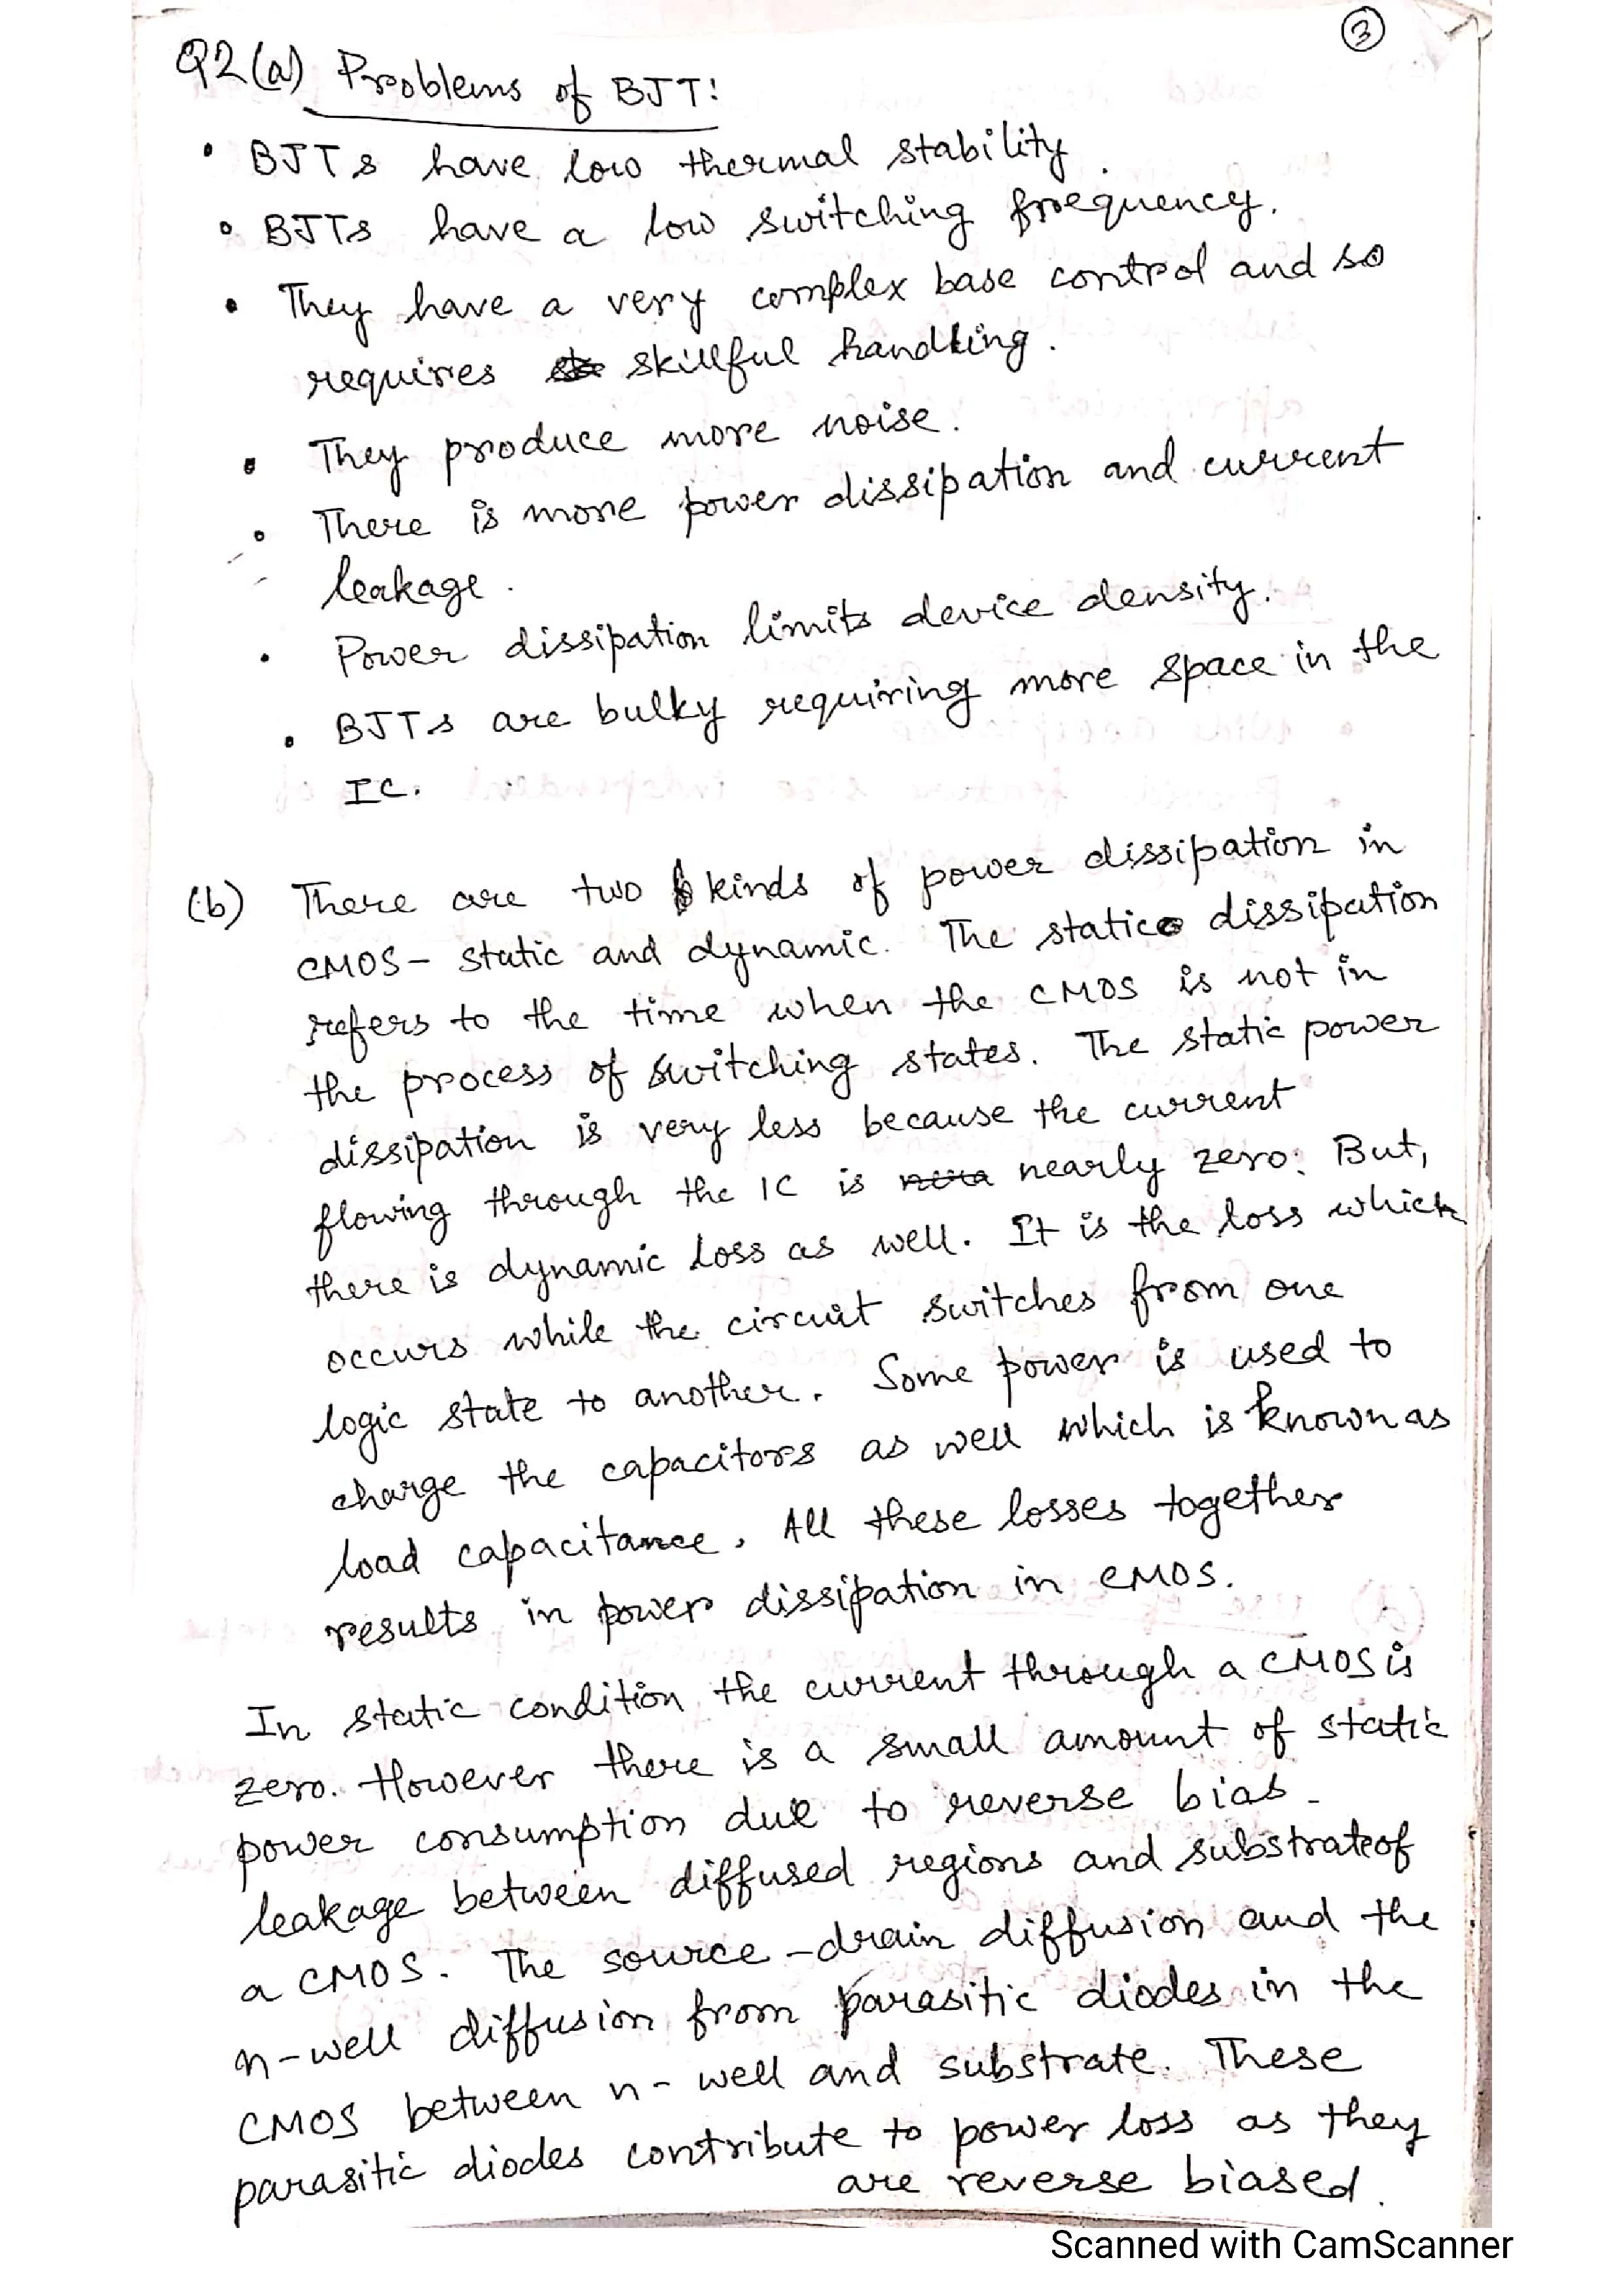 3
Q2(a) Problems of BJT:
• BJTs have low thermal stability.
• BJTs have a low switching frequency.
• They have a very complex base control and so
requires skillful handling.
• They produce more noise.
• There is more power dissipation and current
leakage.
• Power dissipation limits device density.
• BJTs are bulky requiring more space in the
IC.
(b) There are two kinds of power dissipation in
CMOS- static and dynamic. The static dissipation
refers to the time when the CMOS is not in
the process of switching states. The static power
dissipation is very less because the current
flowing through the IC is nearly zero. But,
there is dynamic loss as well. It is the loss which
occurs while the circuit switches from one
logic state to another. Some power is used to
charge the capacitors as well which is known as
load capacitance. All these losses together
results in power dissipation in CMOS.
In static condition the current through a CMOS is
zero. However there is a small amount of static
power consumption due to reverse bias-
leakage between diffused regions and substrate of
a CMOS. The source-drain diffusion and the
n-well diffusion from parasitic diodes in the
CMOS between n-well and substrate. These
parasitic diodes contribute to power loss as they
are reverse biased.
Scanned with CamScanner